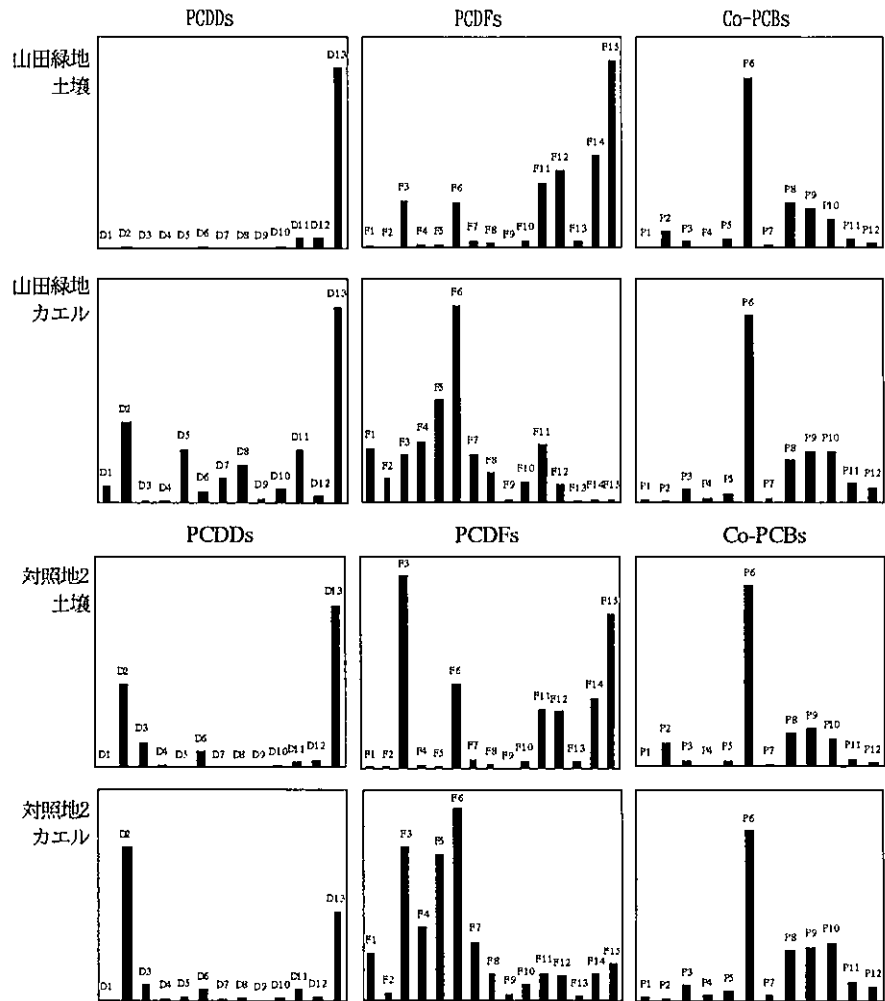 PCDDs PCDFs Co-PCBs
山田緑地
土壌
D1 D2 D3 D4 D5 D6 D7 D8 D9 D10 D11 D12 D13
F1 F2 F3 F4 F5 F6 F7 F8 F9 F10 F11 F12 F13 F14 F15
P1 P2 P3 P4 P5 P6 P7 P8 P9 P10 P11 P12
山田緑地
カエル
D1 D2 D3 D4 D5 D6 D7 D8 D9 D10 D11 D12 D13
F1 F2 F3 F4 F5 F6 F7 F8 F9 F10 F11 F12 F13 F14 F15
P1 P2 P3 P4 P5 P6 P7 P8 P9 P10 P11 P12
PCDDs PCDFs Co-PCBs
対照地2
土壌
D1 D2 D3 D4 D5 D6 D7 D8 D9 D10 D11 D12 D13
F1 F2 F3 F4 F5 F6 F7 F8 F9 F10 F11 F12 F13 F14 F15
P1 P2 P3 P4 P5 P6 P7 P8 P9 P10 P11 P12
対照地2
カエル
D1 D2 D3 D4 D5 D6 D7 D8 D9 D10 D11 D12 D13
F1 F2 F3 F4 F5 F6 F7 F8 F9 F10 F11 F12 F13 F14 F15
P1 P2 P3 P4 P5 P6 P7 P8 P9 P10 P11 P12